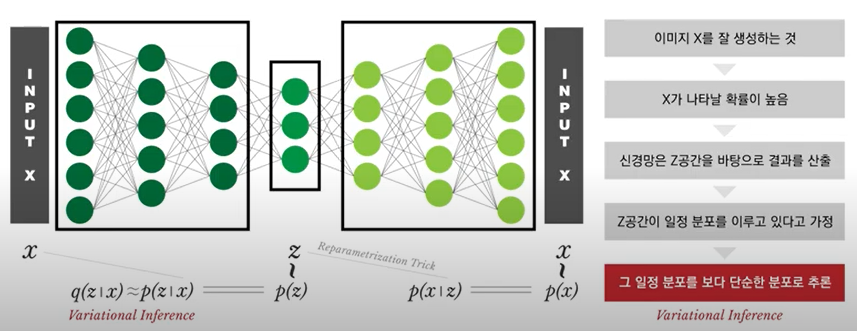 INPUT X
INPUT X
x
z
Reparametrization Trick
x
q(z|x)≈p(z|x)
p(z)
p(x|z)
p(x)
Variational Inference
이미지 X를 잘 생성하는 것
X가 나타날 확률이 높음
신경망은 Z공간을 바탕으로 결과를 산출
Z공간이 일정 분포를 이루고 있다고 가정
그 일정 분포를 보다 단순한 분포로 추론
Variational Inference